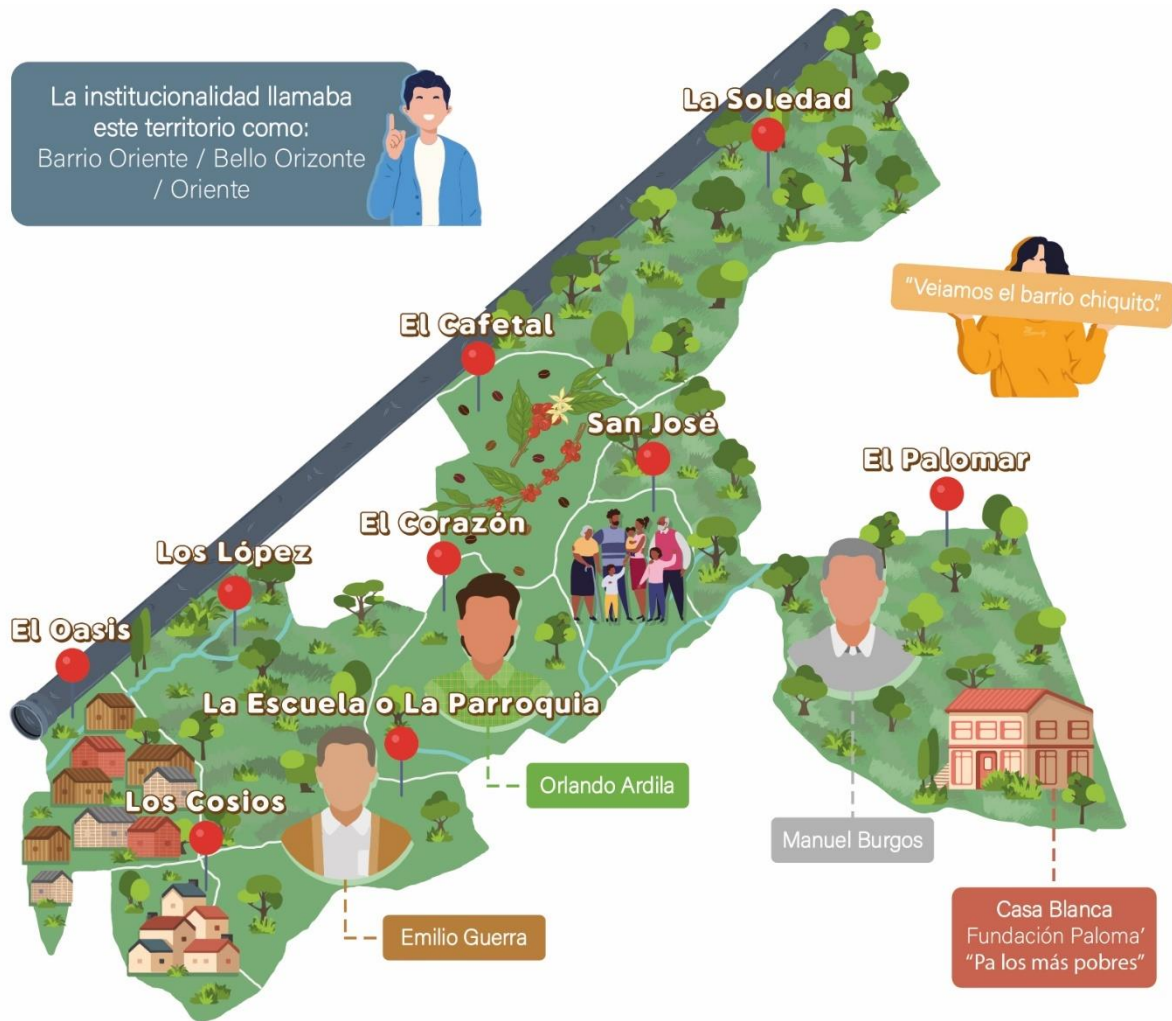 La institucionalidad llamaba
este territorio como:
Barrio Oriente / Bello Orizonte
/ Oriente
La Soledad
"Veiamos el barrio chiquito".
El Cafetal
San José
El Palomar
El Corazón
Los López
El Oasis
La Escuela o La Parroquia
Orlando Ardila
Los Cosios
Manuel Burgos
Emilio Guerra
Casa Blanca
Fundación Paloma'
"Pa los más pobres"